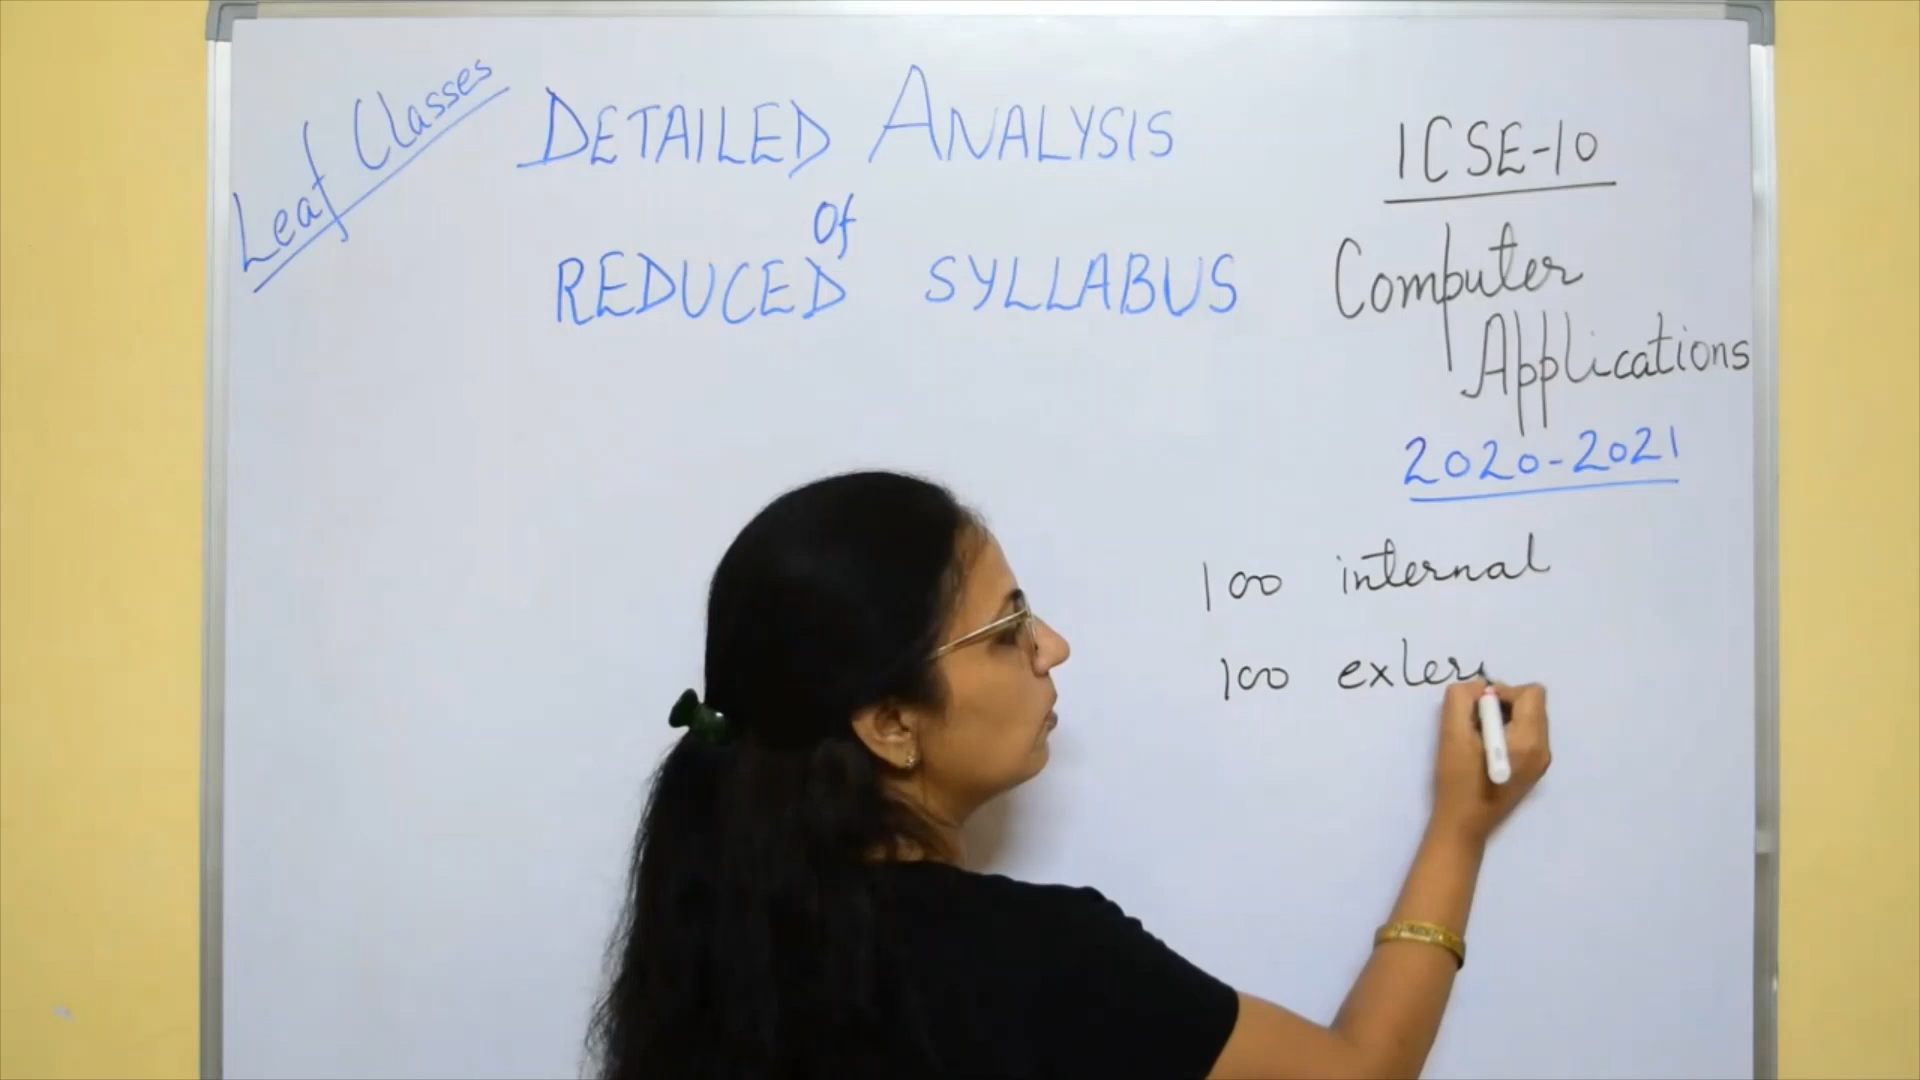 Leaf Classes
DETAILED ANALYSIS
Of
REDUCED SYLLABUS
ICSE-10
Computer
Applications
2020-2021
100 internal
100 exter